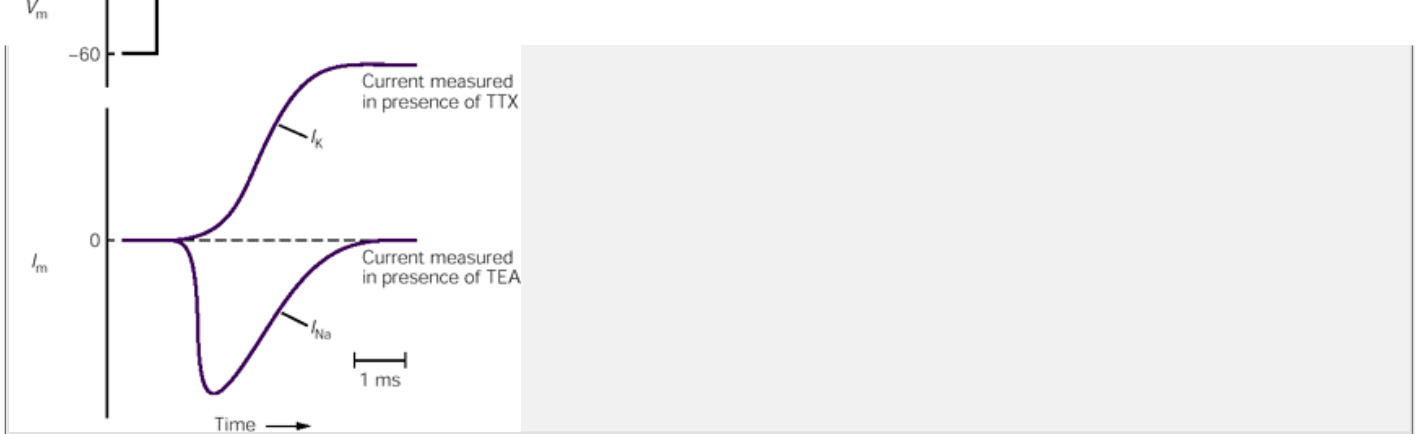 Vm
–60
Current measured
in presence of TTX
IK
0
Current measured
in presence of TEA
Im
INa
1 ms
Time